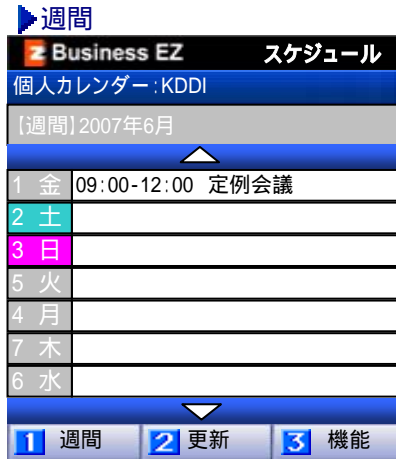 週間
Business EZ スケジュール
個人カレンダー:KDDI
【週間】2007年6月
1 金 09:00-12:00 定例会議
2 土
3 日
5 火
4 月
7 木
6 水
1 週間 2 更新 3 機能